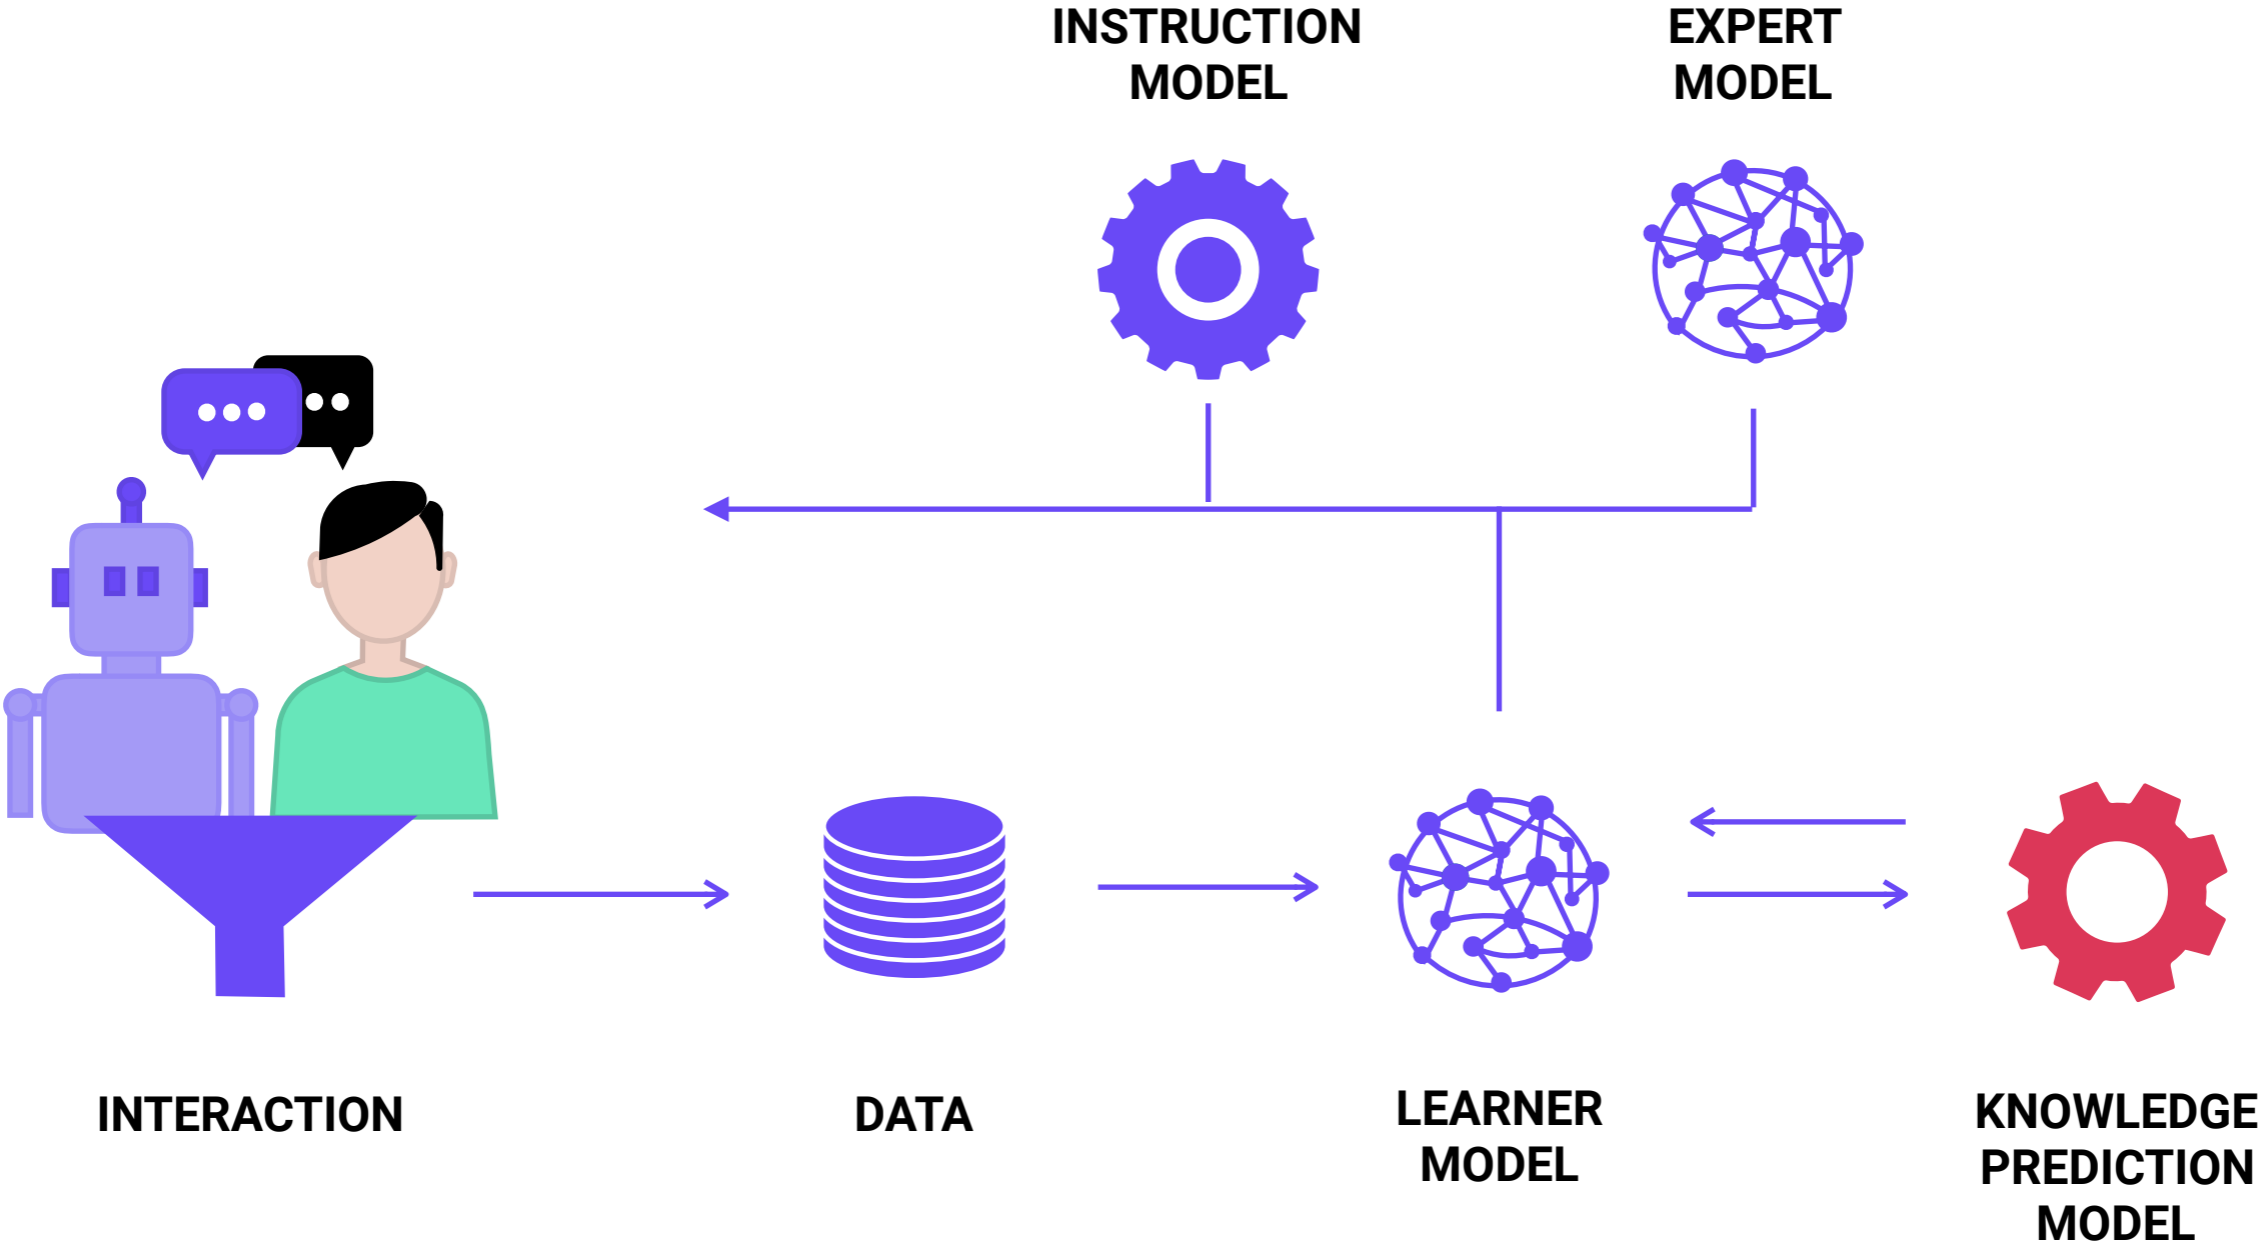 INSTRUCTION
MODEL
EXPERT
MODEL
INTERACTION
DATA
LEARNER
MODEL
KNOWLEDGE
PREDICTION
MODEL